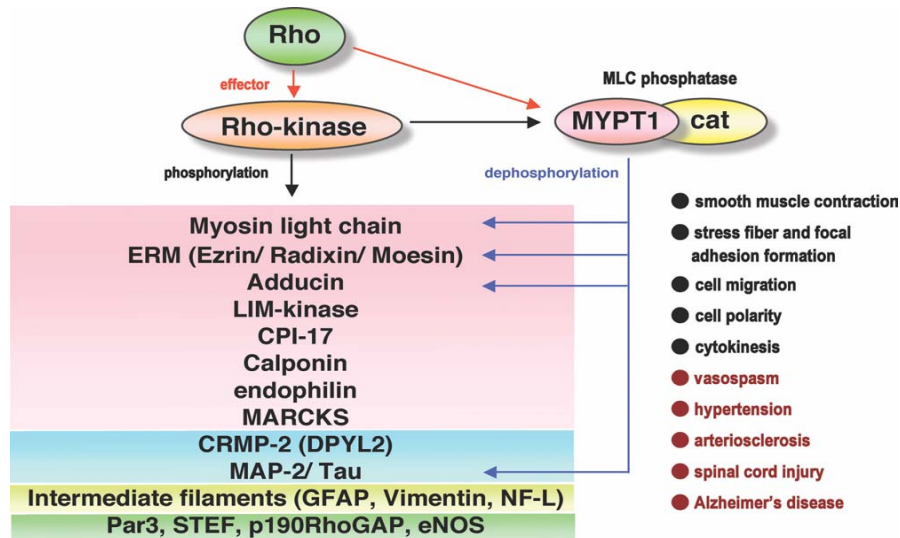 Rho
effector
MLC phosphatase
Rho-kinase
MYPT1
cat
phosphorylation
dephosphorylation
Myosin light chain
ERM (Ezrin/ Radixin/ Moesin)
Adducin
LIM-kinase
CPI-17
Calponin
endophilin
MARCKS
CRMP-2 (DPYL2)
MAP-2/ Tau
Intermediate filaments (GFAP, Vimentin, NF-L)
Par3, STEF, p190RhoGAP, eNOS
smooth muscle contraction
stress fiber and focal
adhesion formation
cell migration
cell polarity
cytokinesis
vasospasm
hypertension
arteriosclerosis
spinal cord injury
Alzheimer's disease